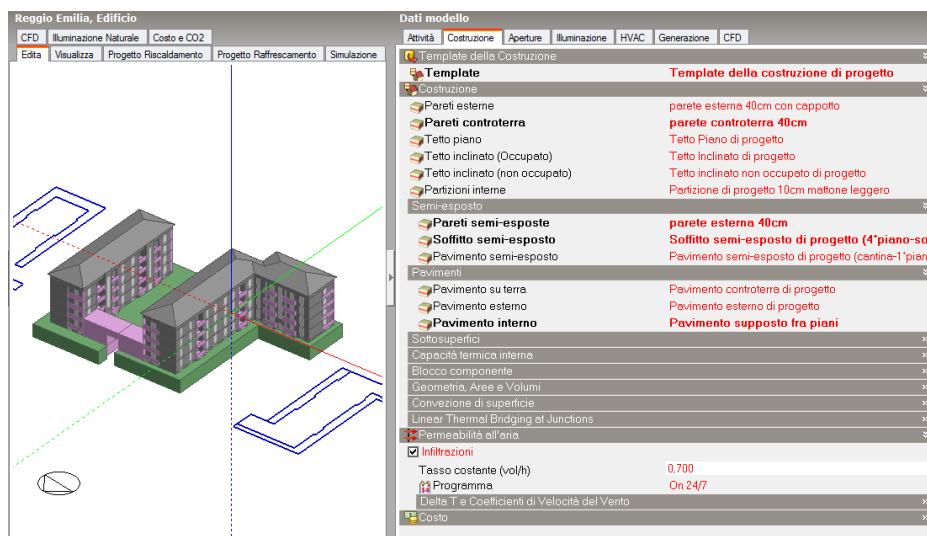 Reggio Emilia, Edificio
CFD Illuminazione Naturale Costo e CO2
Edita Visualizza Progetto Riscaldamento Progetto Raffrescamento Simulazione
Dati modello
Attività Costruzione Aperture Illuminazione HVAC Generazione CFD
Template della Costruzione
Template Template della costruzione di progetto
Costruzione
Pareti esterne parete esterna 40cm con cappotto
Pareti controterra parete controterra 40cm
Tetto piano Tetto Piano di progetto
Tetto inclinato (Occupato) Tetto Inclinato di progetto
Tetto inclinato (non occupato) Tetto inclinato non occupato di progetto
Partizioni interne Partizione di progetto 10cm mattone leggero
Semi-esposto
Pareti semi-esposte parete esterna 40cm
Soffitto semi-esposto Soffitto semi-esposto di progetto (4°piano-so
Pavimento semi-esposto Pavimento semi-esposto di progetto (cantina-1°pian
Pavimenti
Pavimento su terra Pavimento controterra di progetto
Pavimento esterno Pavimento esterno di progetto
Pavimento interno Pavimento supposto fra piani
Sottosuperfici
Capacità termica interna
Blocco componente
Geometria, Aree e Volumi
Convezione di superficie
Linear Thermal Bridging at Junctions
Permeabilità all'aria
Infiltrazioni
Tasso costante (vol/h) 0,700
Programma On 24/7
Delta T e Coefficienti di Velocità del Vento
Costo